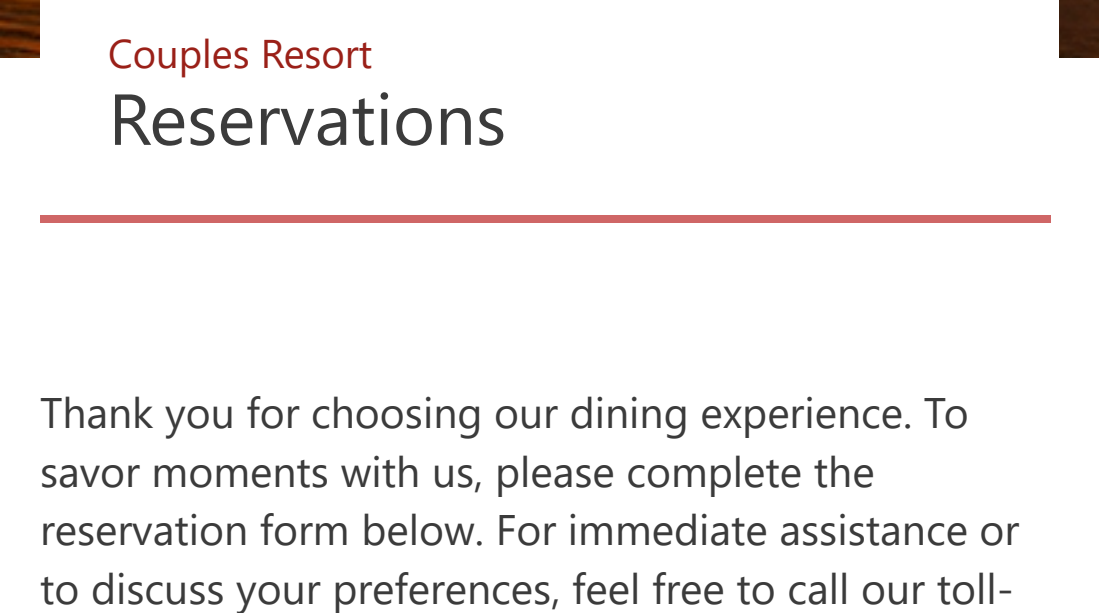 Couples Resort
Reservations
Thank you for choosing our dining experience. To
savor moments with us, please complete the
reservation form below. For immediate assistance or
to discuss your preferences, feel free to call our toll-